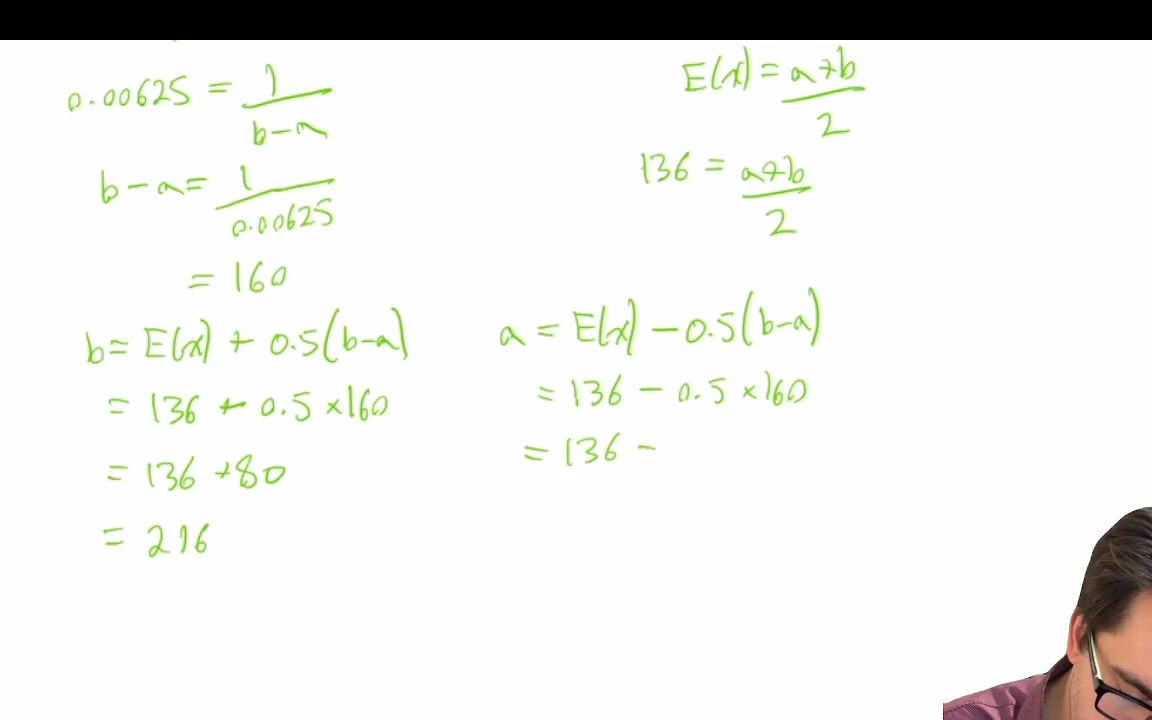 0.00625 = 1/(b-a)
b-a = 1/0.00625
= 160
b = E(x) + 0.5(b-a)
= 136 + 0.5 × 160
= 136 + 80
= 216
E(x) = (a+b)/2
136 = (a+b)/2
a = E(x) - 0.5(b-a)
= 136 - 0.5 × 160
= 136 -